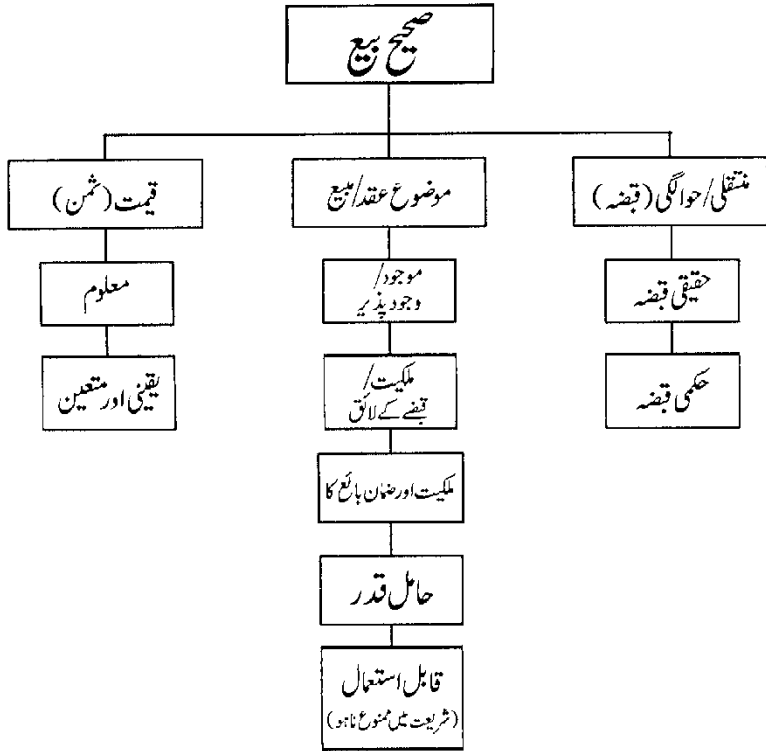 صحیح بیع
منتقلی/حوالگی (قبضہ)
حقیقی قبضہ
حکمی قبضہ
موضوع عقد/مبیع
موجود/
وجود پذیر
ملکیت/
قبضے کے لائق
ملکیت اور ضمان بائع کا
حامل قدر
قابل استعمال
(شریعت میں ممنوع نا ہو)
قیمت (ثمن)
معلوم
یقینی اور متعین